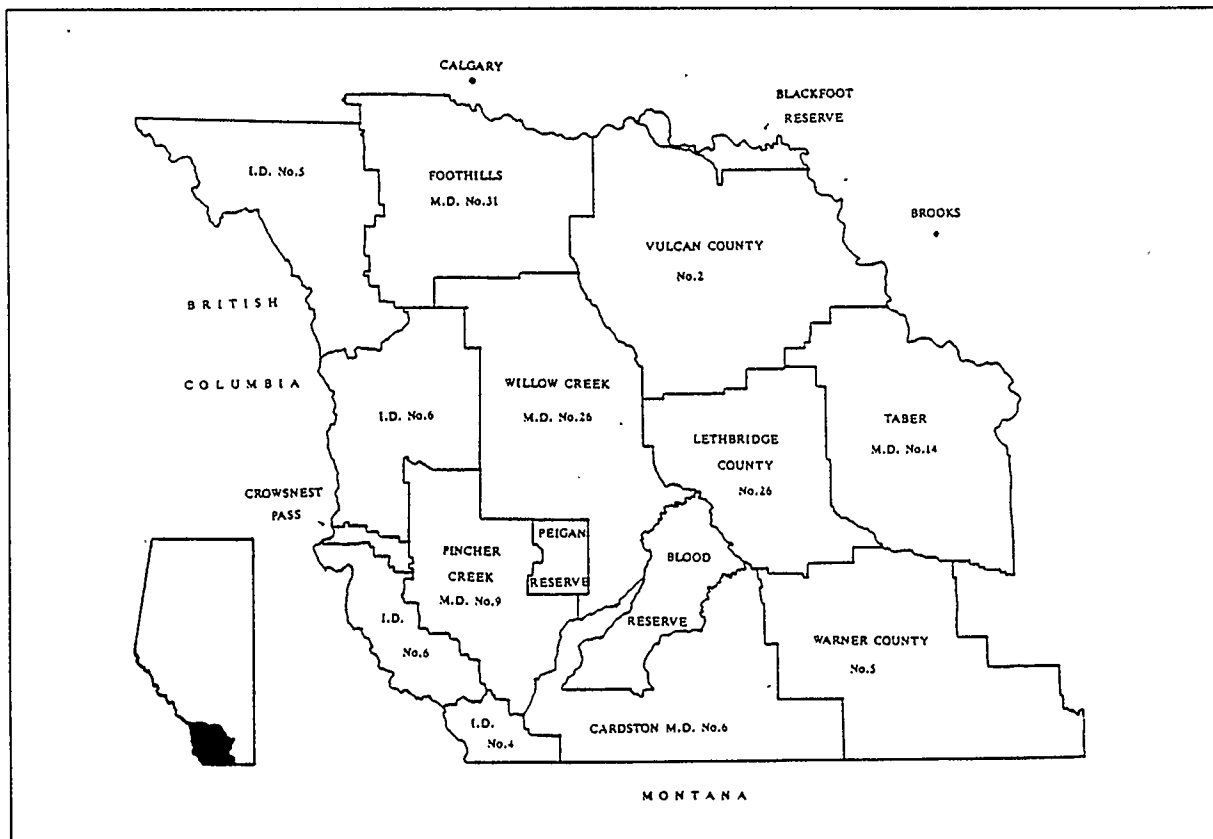 CALGARY
BLACKFOOT
RESERVE
I.D. No.5
FOOTHILLS
M.D. No.31
BROOKS
VULCAN COUNTY
No.2
BRITISH
COLUMBIA
I.D. No.6
WILLOW CREEK
M.D. No.26
TABER
M.D. No.14
LETHBRIDGE
COUNTY
No.26
CROWSNEST
PASS
PEIGAN
RESERVE
PINCHER
CREEK
M.D. No.9
BLOOD
RESERVE
I.D.
No.6
WARNER COUNTY
No.5
I.D.
No.4
CARDSTON M.D. No.6
MONTANA